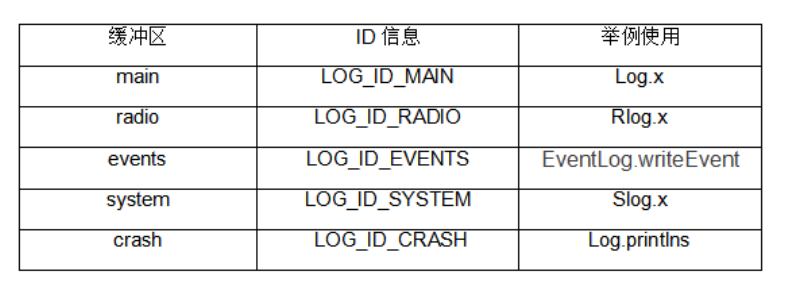 缓冲区 ID 信息 举例使用
main LOG_ID_MAIN Log.x
radio LOG_ID_RADIO Rlog.x
events LOG_ID_EVENTS EventLog.writeEvent
system LOG_ID_SYSTEM Slog.x
crash LOG_ID_CRASH Log.printlns